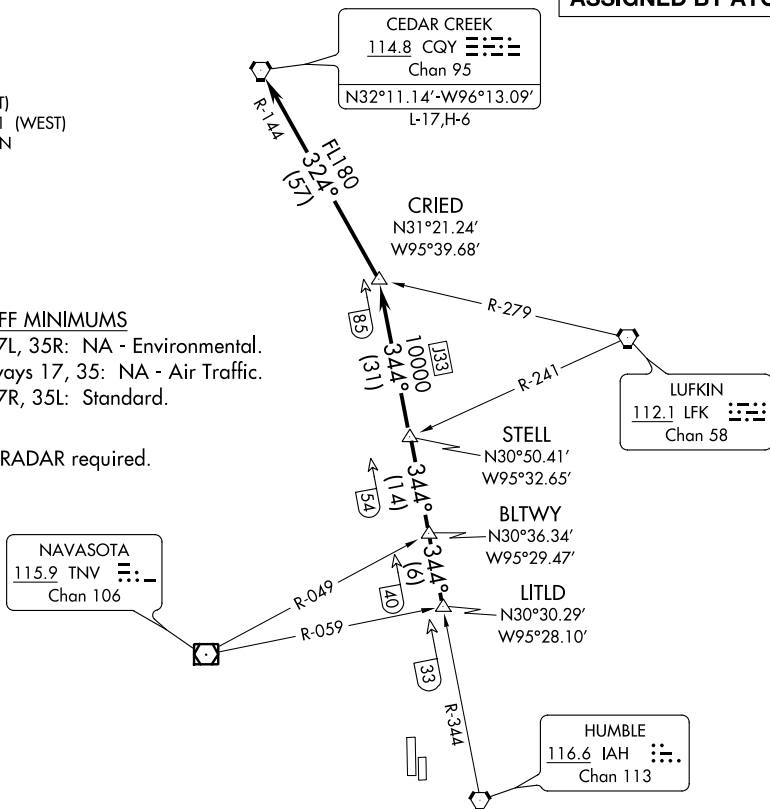 ASSIGNED BY ATC
CEDAR CREEK
114.8 CQY
Chan 95
N32°11.14'-W96°13.09'
L-17,H-6
(WEST)
R-144
FL180
324°
(57)
CRIED
N31°21.24'
W95°39.68'
85
R-279
FF MINIMUMS
7L, 35R: NA - Environmental.
ways 17, 35: NA - Air Traffic.
7R, 35L: Standard.
J33
10000
344°
(31)
R-241
LUFKIN
112.1 LFK
Chan 58
RADAR required.
STELL
N30°50.41'
W95°32.65'
54
344°
(14)
BLTWY
N30°36.34'
W95°29.47'
NAVASOTA
115.9 TNV
Chan 106
R-049
40
344°
(6)
LITLD
N30°30.29'
W95°28.10'
R-059
33
R-344
HUMBLE
116.6 IAH
Chan 113